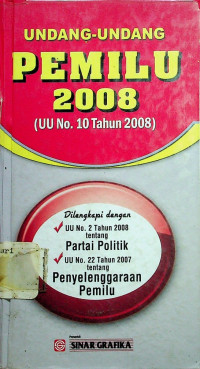 UNDANG-UNDANG
PEMILU
2008
(UU No. 10 Tahun 2008)
Dilengkapi dengan
UU No. 2 Tahun 2008
tentang
Partai Politik
UU No. 22 Tahun 2007
tentang
Penyelenggaraan
Pemilu
Penerbit
SINAR GRAFIKA